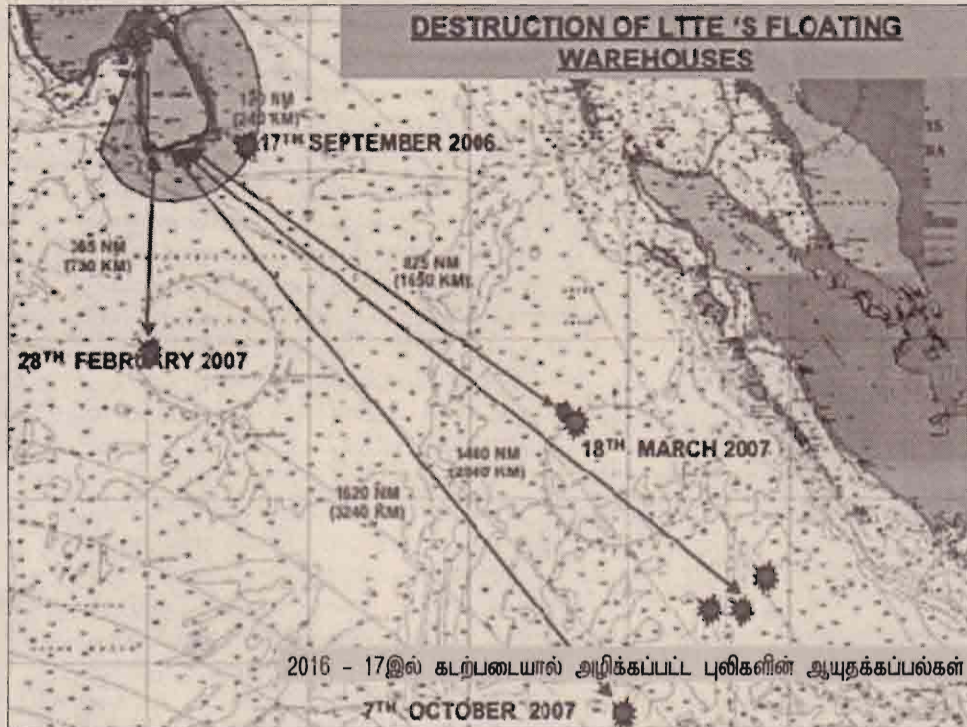 DESTRUCTION OF LTTE 'S FLOATING
WAREHOUSES
120 NM
(240 KM)
17TH SEPTEMBER 2006
365 NM
(730 KM)
825 NM
(1650 KM)
28TH FEBRUARY 2007
18TH MARCH 2007
1620 NM
(3240 KM)
2016 - 17இல் கடற்படையால் அழிக்கப்பட்ட புலிகளின் ஆயுதக்கப்பல்கள்
7TH OCTOBER 2007